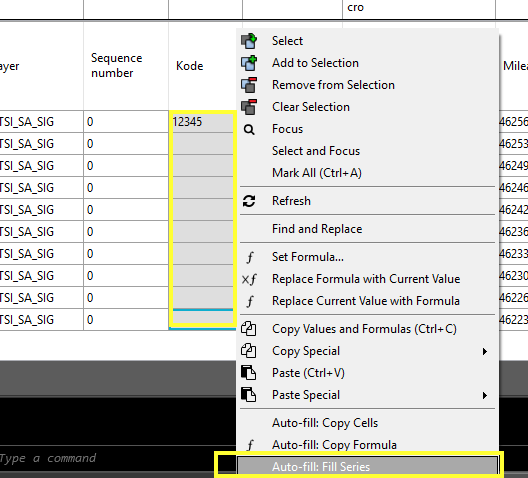 cro
ayer
Sequence number
Kode
Milea
TSI_SA_SIG 0 12345 46256
TSI_SA_SIG 0 46253
TSI_SA_SIG 0 46249
TSI_SA_SIG 0 46246
TSI_SA_SIG 0 46242
TSI_SA_SIG 0 46236
TSI_SA_SIG 0 46233
TSI_SA_SIG 0 46230
TSI_SA_SIG 0 46226
TSI_SA_SIG 0 46223
Select
Add to Selection
Remove from Selection
Clear Selection
Focus
Select and Focus
Mark All (Ctrl+A)
Refresh
Find and Replace
Set Formula...
Replace Formula with Current Value
Replace Current Value with Formula
Copy Values and Formulas (Ctrl+C)
Copy Special
Paste (Ctrl+V)
Paste Special
Auto-fill: Copy Cells
Auto-fill: Copy Formula
Auto-fill: Fill Series
Type a command